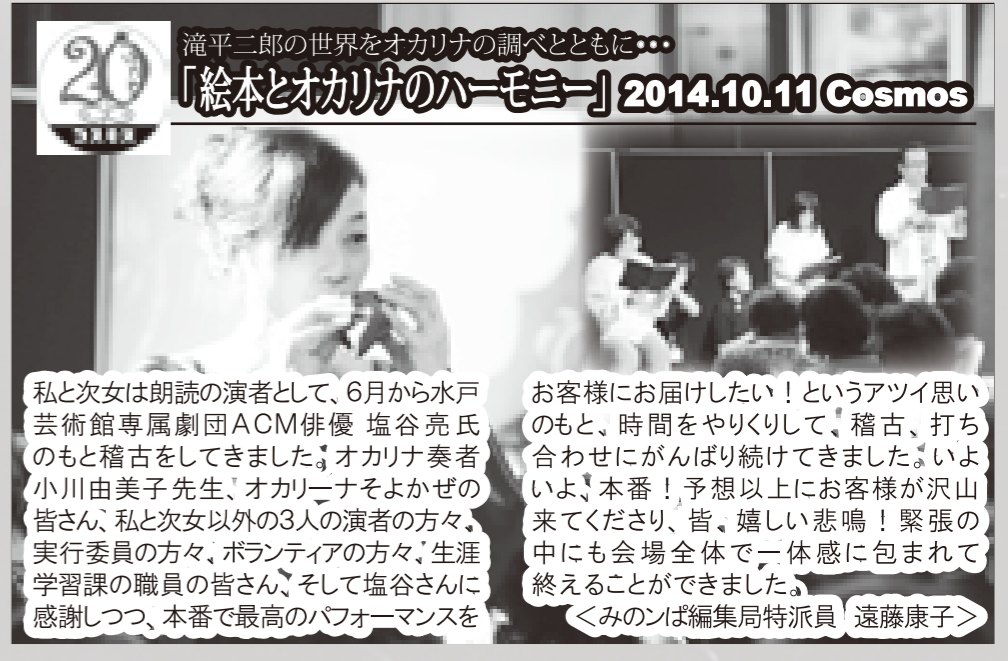 20
滝平二郎の世界をオカリナの調べとともに•••
「絵本とオカリナのハーモニー」 2014.10.11 Cosmos
私と次女は朗読の演者として、6月から水戸
芸術館専属劇団ACM俳優 塩谷亮氏
のもと稽古をしてきました。オカリナ奏者
小川由美子先生、オカリーナそよかぜの
皆さん、私と次女以外の3人の演者の方々、
実行委員の方々、ボランティアの方々、生涯
学習課の職員の皆さん、そして塩谷さんに
感謝しつつ、本番で最高のパフォーマンスを
お客様にお届けしたい！というアツイ思い
のもと、時間をやりくりして、稽古、打ち
合わせにがんばり続けてきました。いよ
いよ、本番！予想以上にお客様が沢山
来てくださり、皆、嬉しい悲鳴！緊張の
中にも会場全体で一体感に包まれて
終えることができました。
＜みのンぱ編集局特派員 遠藤康子＞